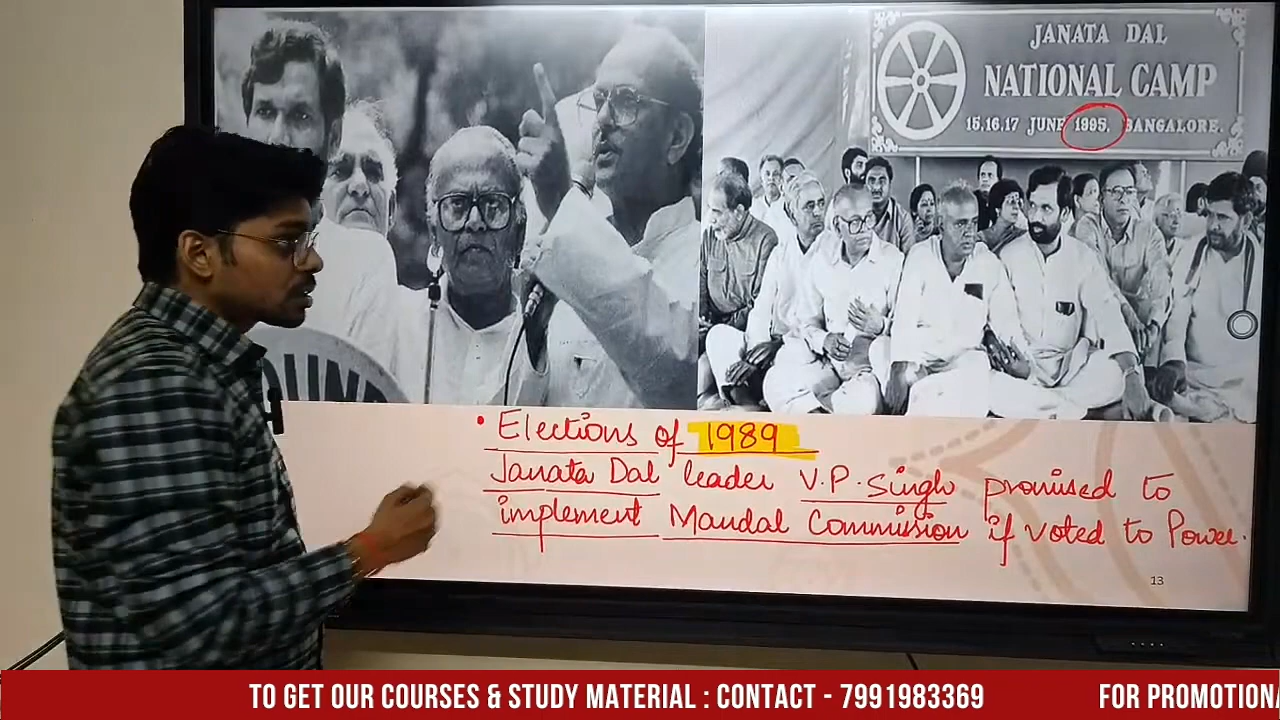 JANATA DAL
NATIONAL CAMP
15,16,17 JUNE 1995, BANGALORE.
• Elections of 1989
Janata Dal leader V.P. Singh promised to
implement Mandal Commission if voted to Power.
13
TO GET OUR COURSES & STUDY MATERIAL : CONTACT - 7991983369
FOR PROMOTIONA